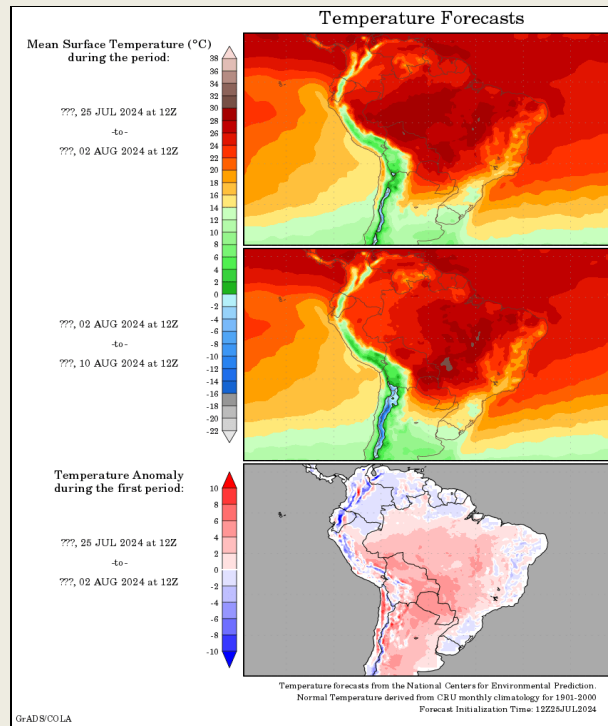 Temperature Forecasts
Mean Surface Temperature (°C)
during the period:
???, 25 JUL 2024 at 12Z
-to-
???, 02 AUG 2024 at 12Z
38
36
34
32
30
28
26
24
22
20
18
16
14
12
10
8
6
4
2
0
-2
-4
-6
-8
-10
-12
-14
-16
-18
-20
-22
???, 02 AUG 2024 at 12Z
-to-
???, 10 AUG 2024 at 12Z
Temperature Anomaly
during the first period:
???, 25 JUL 2024 at 12Z
-to-
???, 02 AUG 2024 at 12Z
10
8
6
4
2
0
-2
-4
-6
-8
-10
Temperature forecasts from the National Centers for Environmental Prediction.
Normal Temperature derived from CRU monthly climatology for 1901-2000
Forecast Initialization Time: 12Z25JUL2024
GrADS/COLA